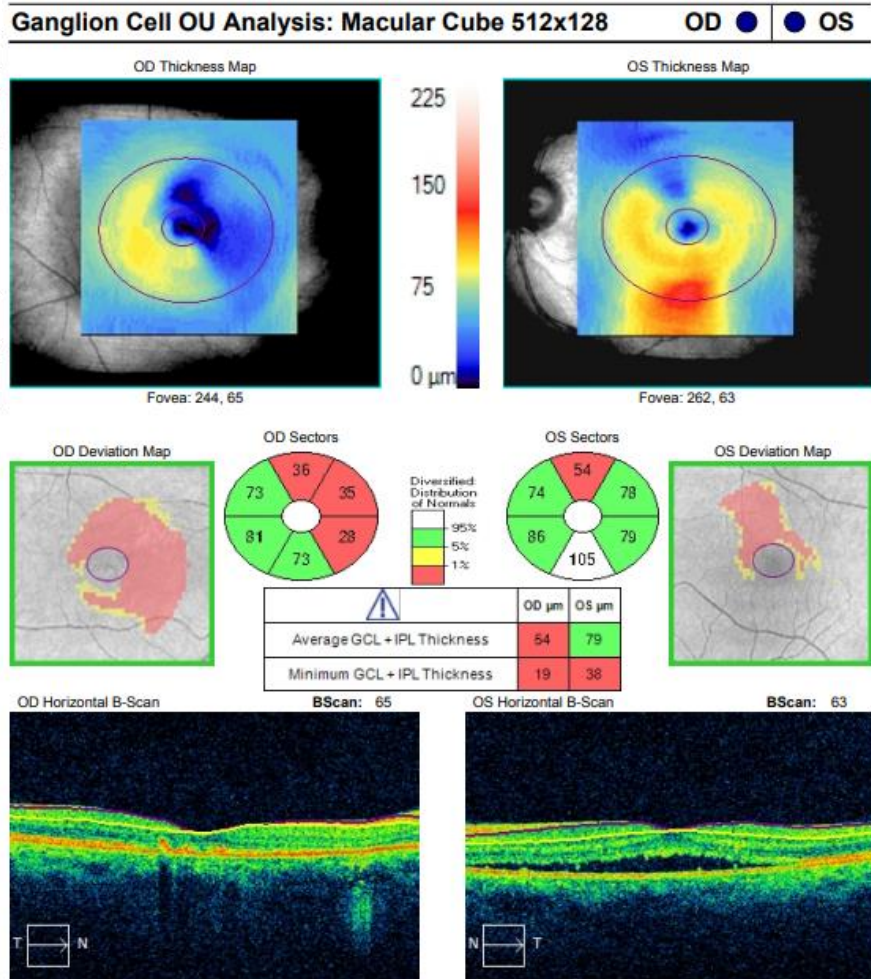 Ganglion Cell OU Analysis: Macular Cube 512x128 OD OS
OD Thickness Map
OS Thickness Map
225
150
75
0 µm
Fovea: 244, 65
Fovea: 262, 63
OD Deviation Map
OD Sectors
OS Sectors
OS Deviation Map
36
73 35
81 28
73
Diversified:
Distribution
of Normals
95%
5%
1%
54
74 78
86 79
105
OD µm OS µm
Average GCL + IPL Thickness 54 79
Minimum GCL + IPL Thickness 19 38
OD Horizontal B-Scan BScan: 65
OS Horizontal B-Scan BScan: 63
T N
N T